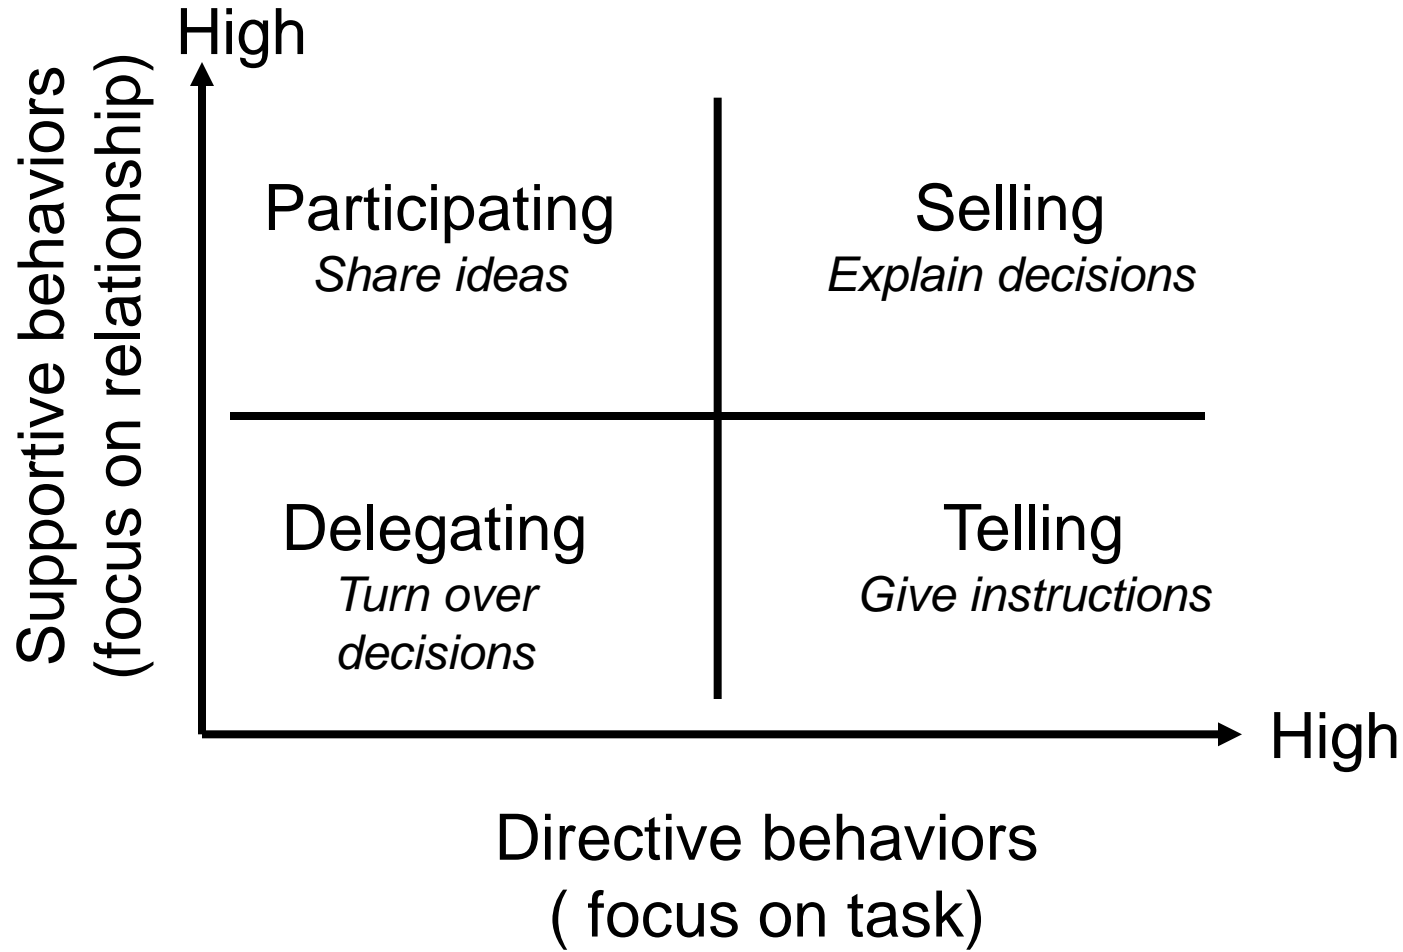 High
Supportive behaviors
(focus on relationship)
Participating
Share ideas
Selling
Explain decisions
Delegating
Turn over
decisions
Telling
Give instructions
High
Directive behaviors
( focus on task)